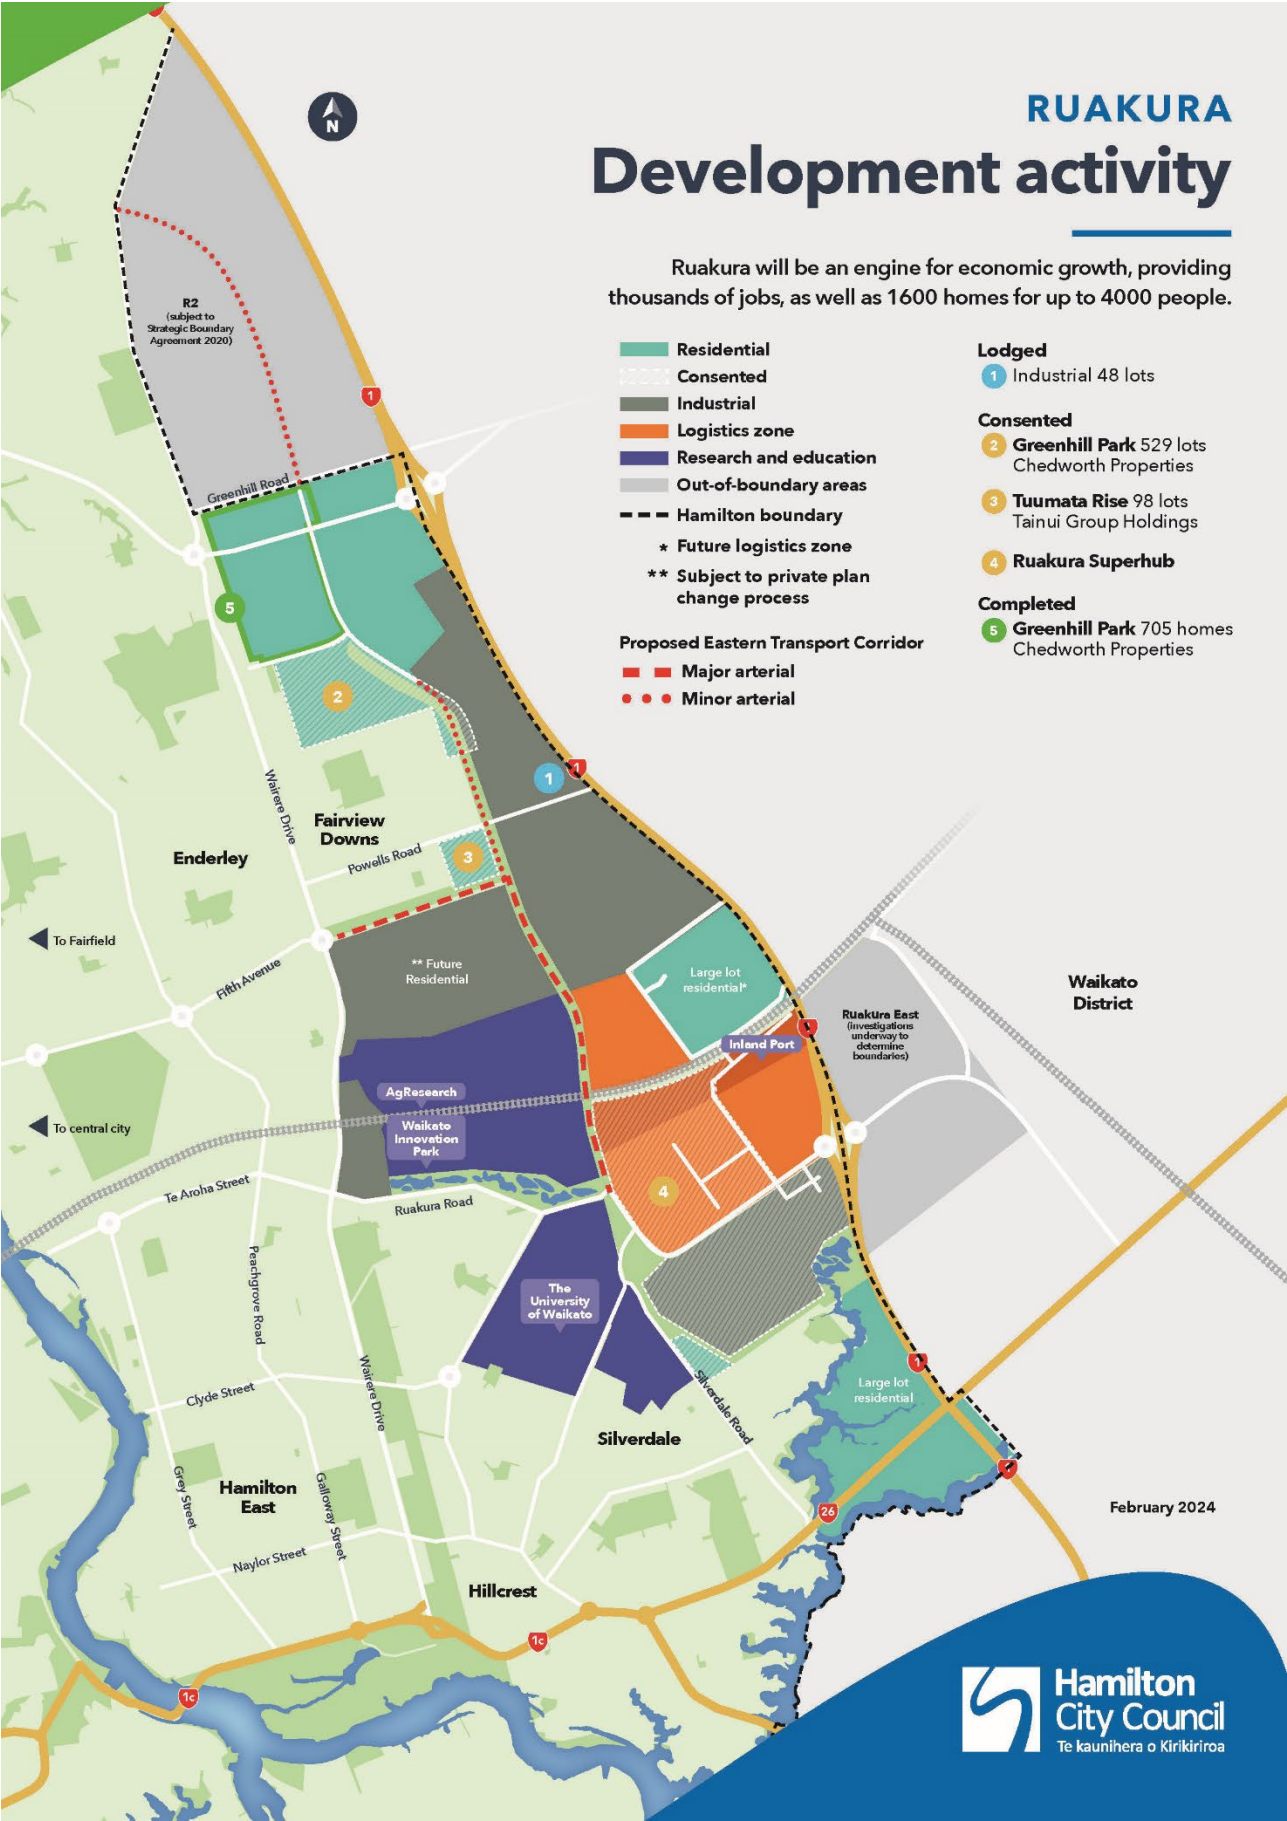 RUAKURA
Development activity
Ruakura will be an engine for economic growth, providing
thousands of jobs, as well as 1600 homes for up to 4000 people.
Residential
Consented
Industrial
Logistics zone
Research and education
Out-of-boundary areas
Hamilton boundary
* Future logistics zone
** Subject to private plan
change process
Proposed Eastern Transport Corridor
Major arterial
Minor arterial
Lodged
1 Industrial 48 lots
Consented
2 Greenhill Park 529 lots
Chedworth Properties
3 Tuumata Rise 98 lots
Tainui Group Holdings
4 Ruakura Superhub
Completed
5 Greenhill Park 705 homes
Chedworth Properties
N
R2
(subject to
Strategic Boundary
Agreement 2020)
1
Greenhill Road
5
2
1
1
Wairere Drive
Fairview
Downs
Enderley
Powells Road
3
To Fairfield
Fifth Avenue
** Future
Residential
Large lot
residential*
Waikato
District
Ruakura East
(investigations
underway to
determine
boundaries)
Inland Port
AgResearch
Waikato
Innovation
Park
To central city
Te Aroha Street
Ruakura Road
4
Peachgrove Road
The
University
of Waikato
1
Wairere Drive
Clyde Street
Silverdale Road
Large lot
residential
Silverdale
Grey Street
Hamilton
East
Galloway Street
26
February 2024
Naylor Street
Hillcrest
1c
1c
Hamilton
City Council
Te kaunihera o Kirikiriroa